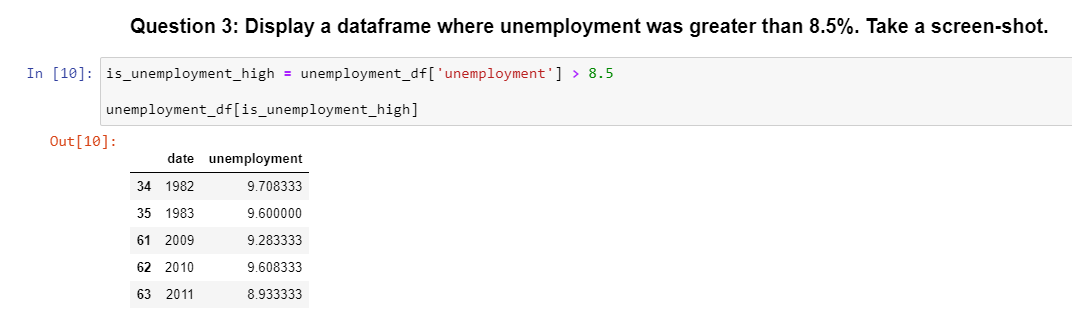 Question 3: Display a dataframe where unemployment was greater than 8.5%. Take a screen-shot.
In [10]: is_unemployment_high = unemployment_df['unemployment'] > 8.5
unemployment_df[is_unemployment_high]
Out[10]:
date unemployment
34 1982 9.708333
35 1983 9.600000
61 2009 9.283333
62 2010 9.608333
63 2011 8.933333